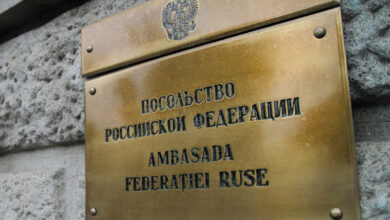 ПОСОЛЬСТВО
РОССИЙСКОЙ ФЕДЕРАЦИИ
AMBASADA
FEDERAȚIEI RUSE